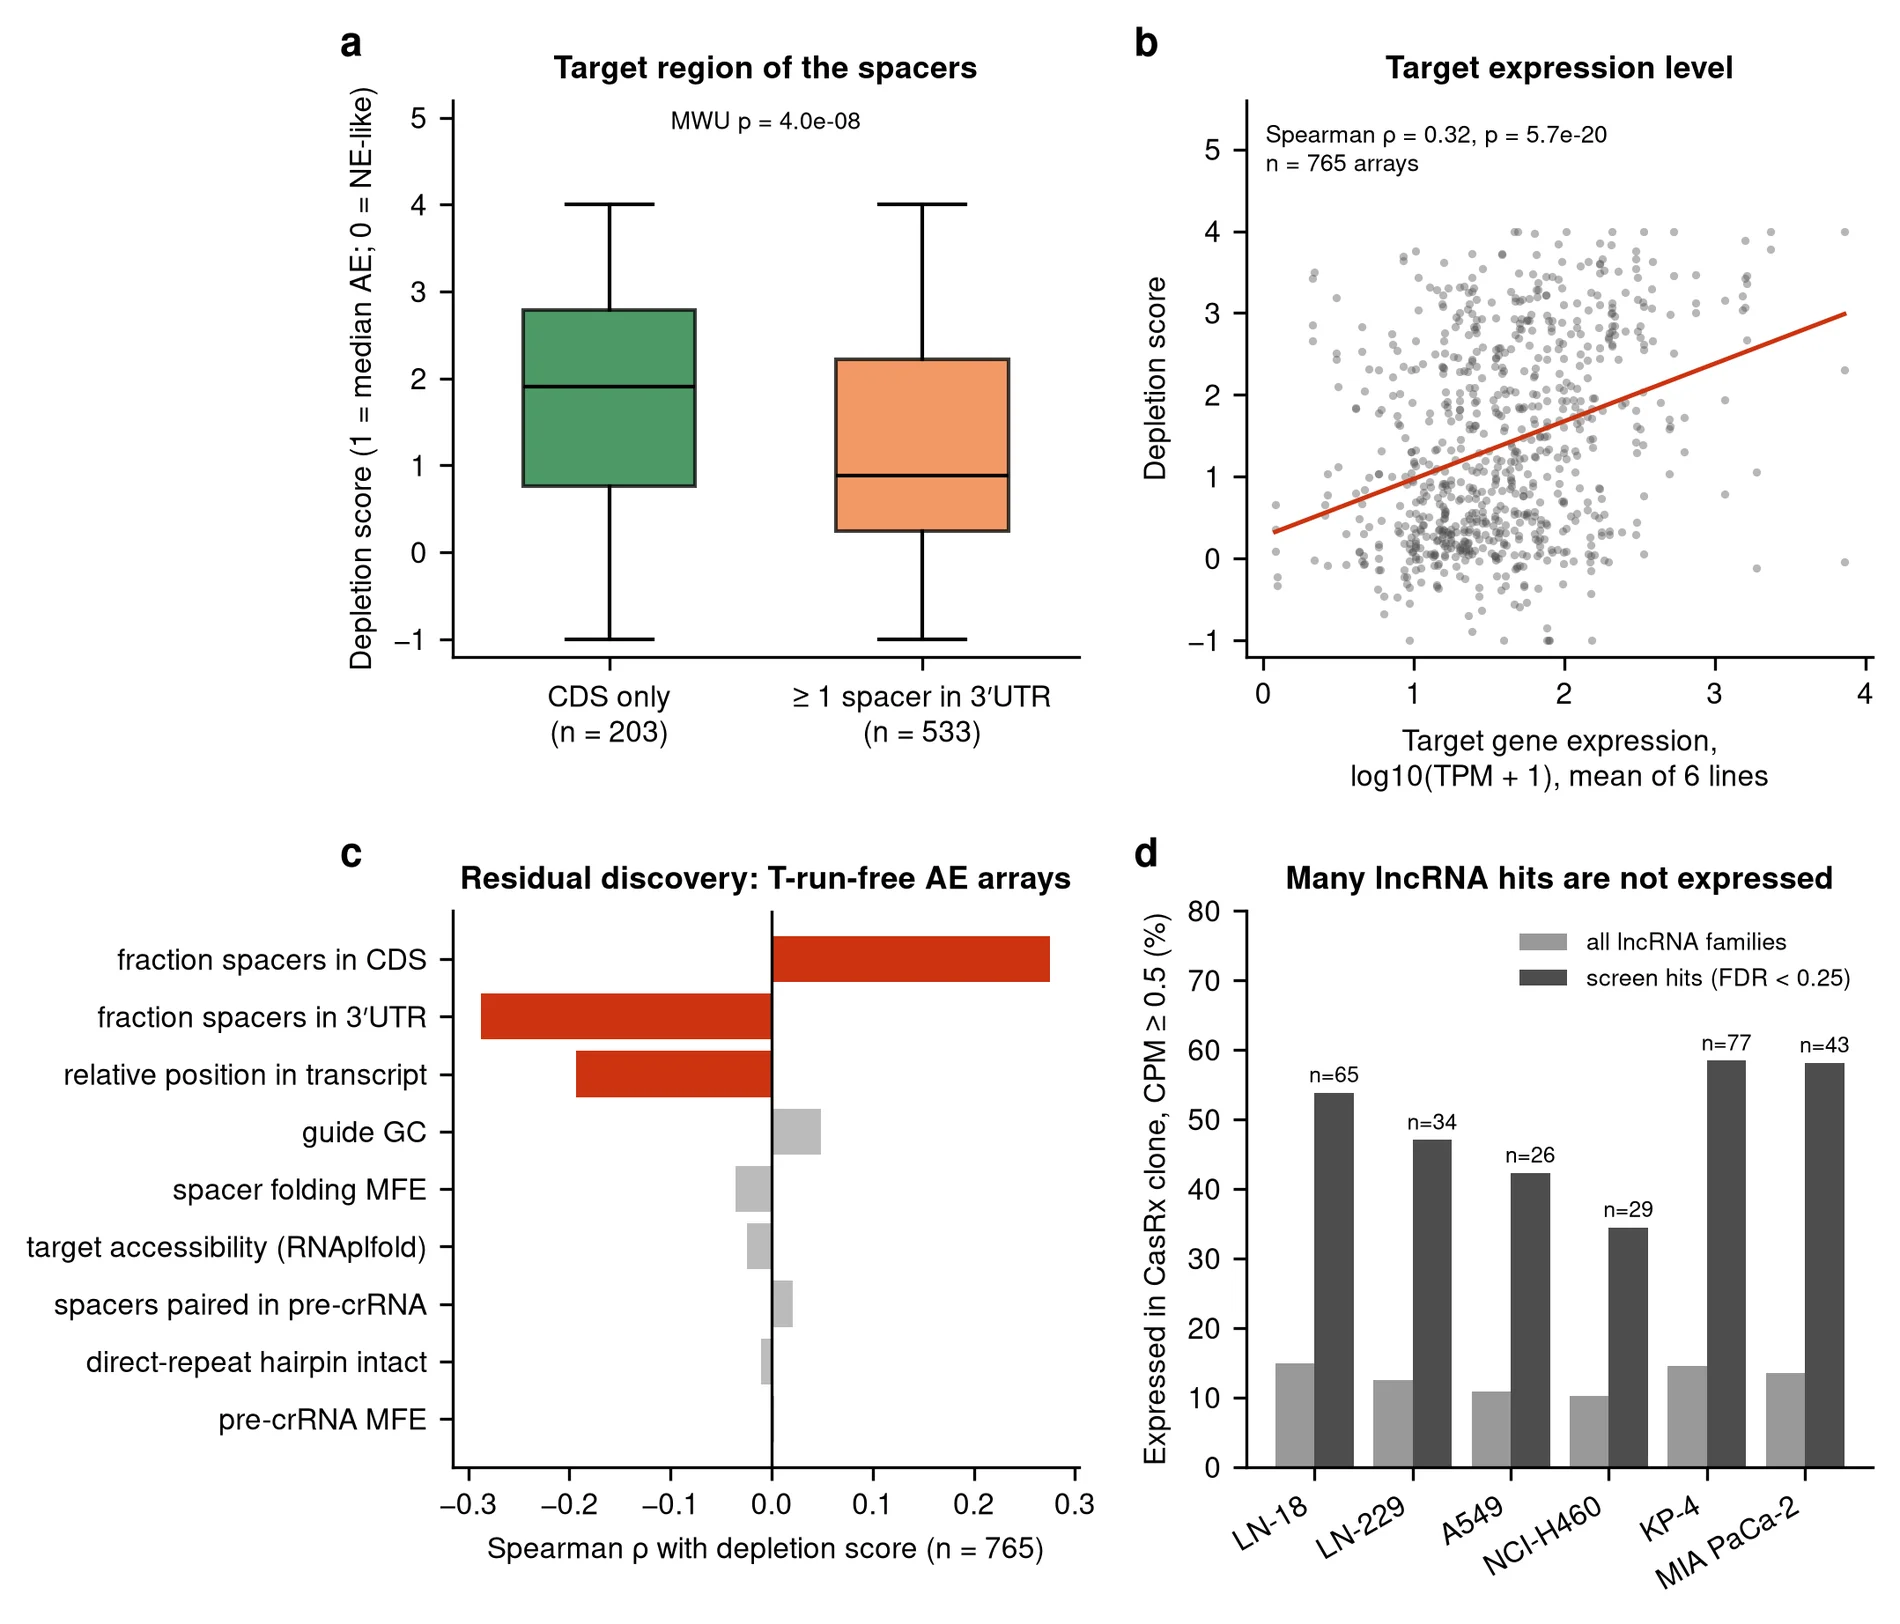 a
Target region of the spacers
MWU p = 4.0e-08
Depletion score (1 = median AE; 0 = NE-like)
5
4
3
2
1
0
−1
CDS only
(n = 203)
≥ 1 spacer in 3′UTR
(n = 533)
b
Target expression level
Spearman ρ = 0.32, p = 5.7e-20
n = 765 arrays
Depletion score
5
4
3
2
1
0
−1
0
1
2
3
4
Target gene expression,
log10(TPM + 1), mean of 6 lines
c
Residual discovery: T-run-free AE arrays
fraction spacers in CDS
fraction spacers in 3′UTR
relative position in transcript
guide GC
spacer folding MFE
target accessibility (RNAplfold)
spacers paired in pre-crRNA
direct-repeat hairpin intact
pre-crRNA MFE
−0.3
−0.2
−0.1
0.0
0.1
0.2
0.3
Spearman ρ with depletion score (n = 765)
d
Many lncRNA hits are not expressed
Expressed in CasRx clone, CPM ≥ 0.5 (%)
80
70
60
50
40
30
20
10
0
all lncRNA families
screen hits (FDR < 0.25)
n=65
n=34
n=26
n=29
n=77
n=43
LN-18
LN-229
A549
NCI-H460
KP-4
MIA PaCa-2